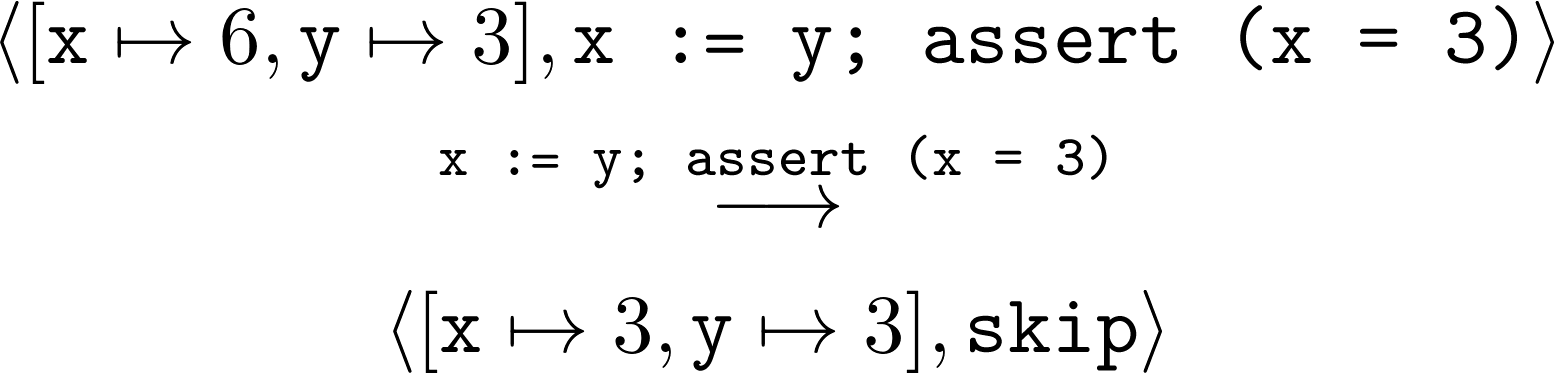 ⟨[x ↦ 6, y ↦ 3], x := y; assert (x = 3)⟩
x := y; assert (x = 3)
⟶
⟨[x ↦ 3, y ↦ 3], skip⟩